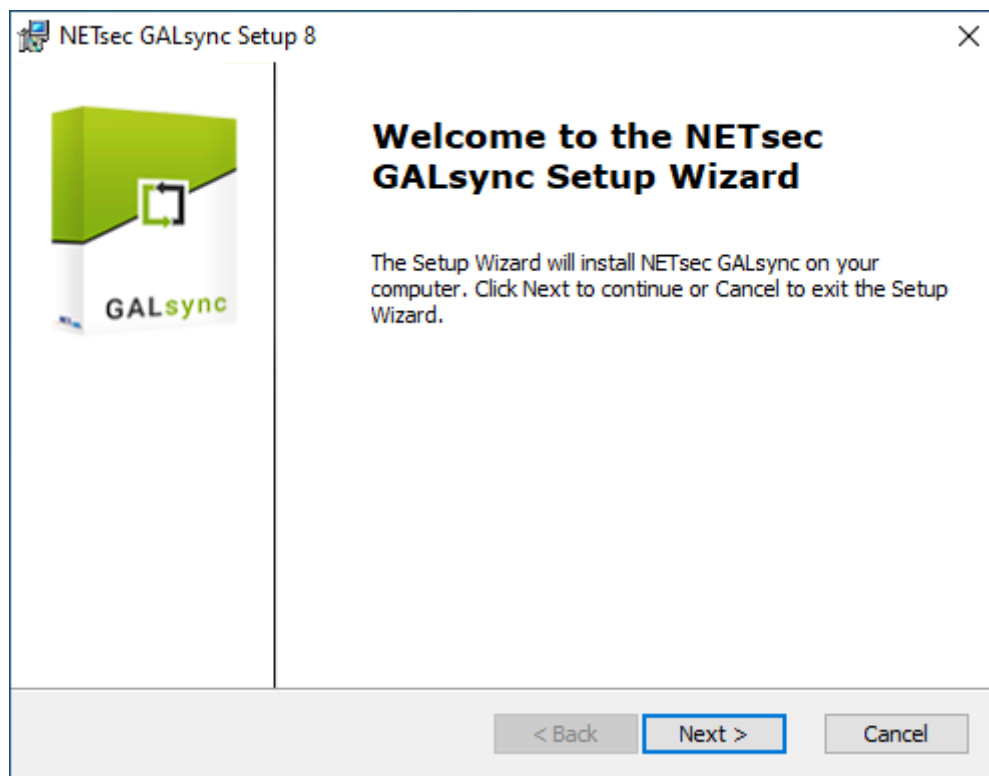 NETsec GALsync Setup 8
Welcome to the NETsec
GALsync Setup Wizard
The Setup Wizard will install NETsec GALsync on your
computer. Click Next to continue or Cancel to exit the Setup
Wizard.
GALsync
< Back
Next >
Cancel